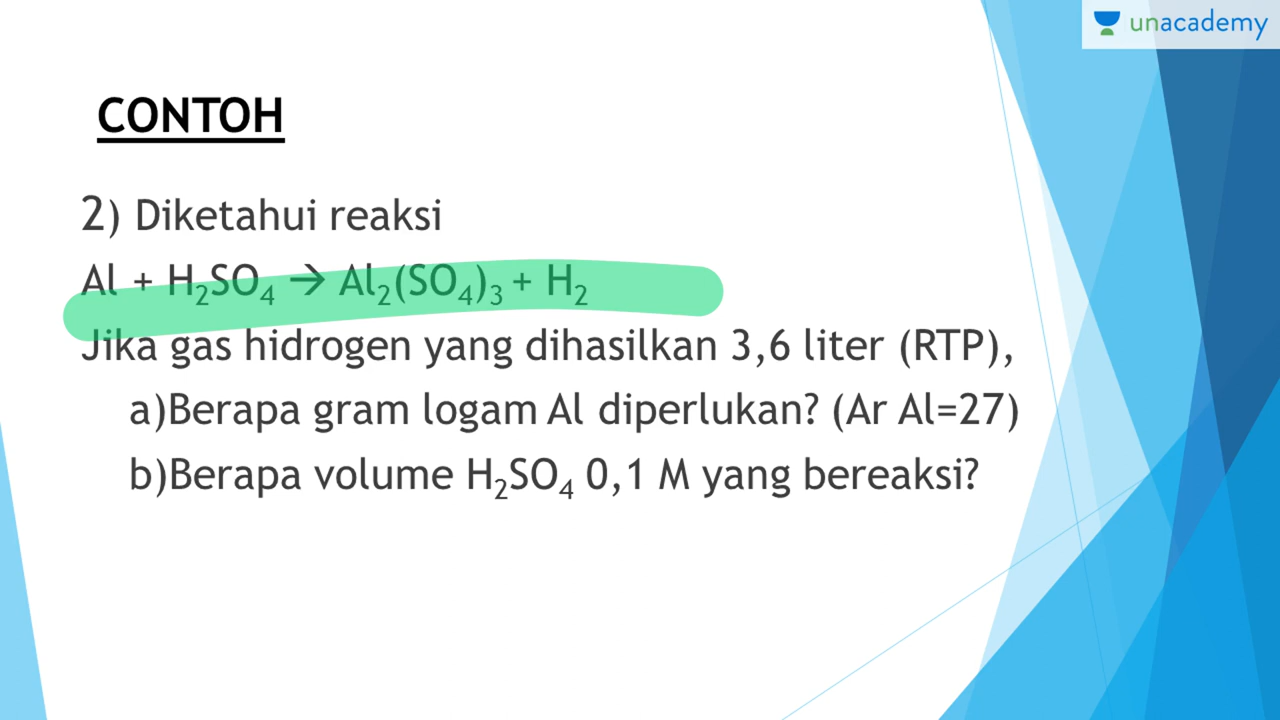 unacademy
CONTOH
2) Diketahui reaksi
Al + H₂SO₄ → Al₂(SO₄)₃ + H₂
Jika gas hidrogen yang dihasilkan 3,6 liter (RTP),
a)Berapa gram logam Al diperlukan? (Ar Al=27)
b)Berapa volume H₂SO₄ 0,1 M yang bereaksi?